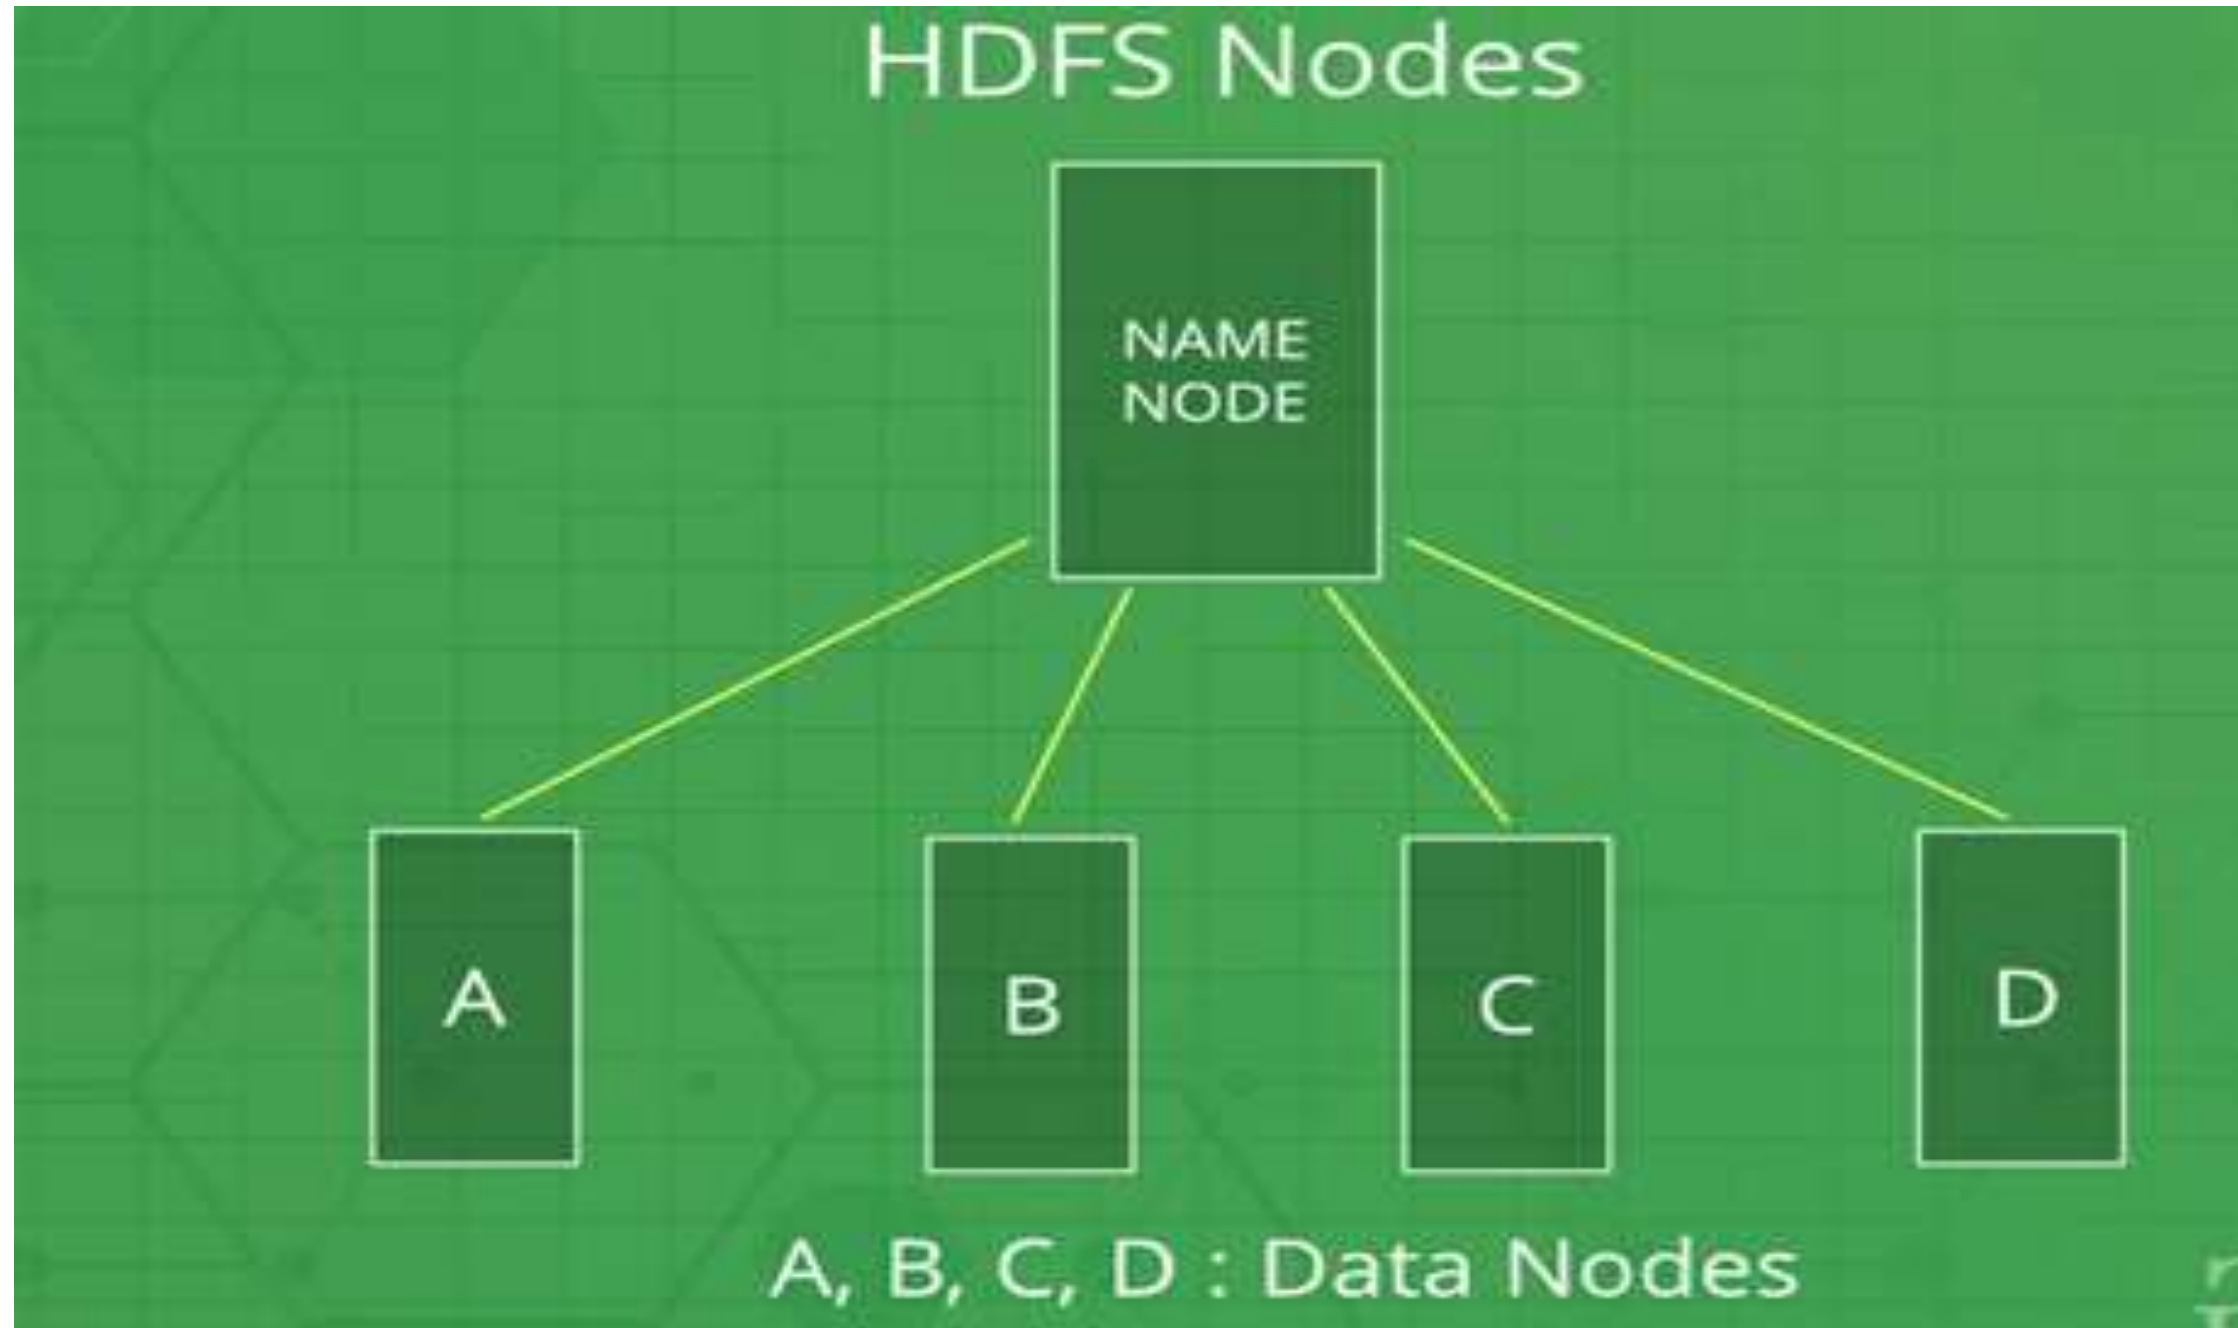 HDFS Nodes
NAME
NODE
A
B
C
D
A, B, C, D : Data Nodes